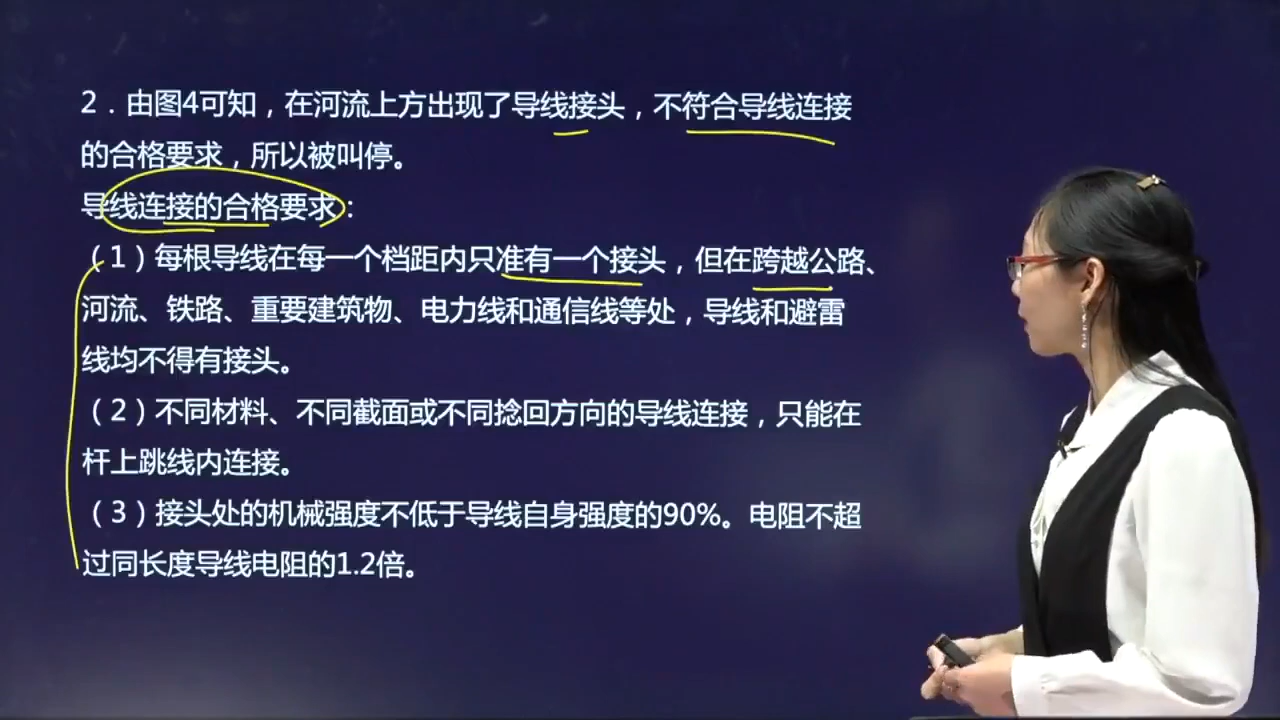 2．由图4可知，在河流上方出现了导线接头，不符合导线连接
的合格要求，所以被叫停。
导线连接的合格要求：
（1）每根导线在每一个档距内只准有一个接头，但在跨越公路、
河流、铁路、重要建筑物、电力线和通信线等处，导线和避雷
线均不得有接头。
（2）不同材料、不同截面或不同捻回方向的导线连接，只能在
杆上跳线内连接。
（3）接头处的机械强度不低于导线自身强度的90%。电阻不超
过同长度导线电阻的1.2倍。